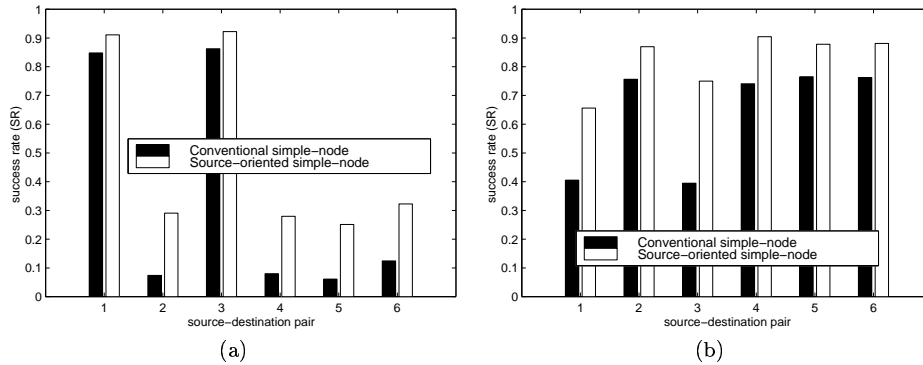 1
0.9
0.8
0.7
0.6
0.5
0.4
0.3
0.2
0.1
0
success rate (SR)
Conventional simple−node
Source−oriented simple−node
1 2 3 4 5 6
source−destination pair
(a)
1
0.9
0.8
0.7
0.6
0.5
0.4
0.3
0.2
0.1
0
success rate (SR)
Conventional simple−node
Source−oriented simple−node
1 2 3 4 5 6
source−destination pair
(b)